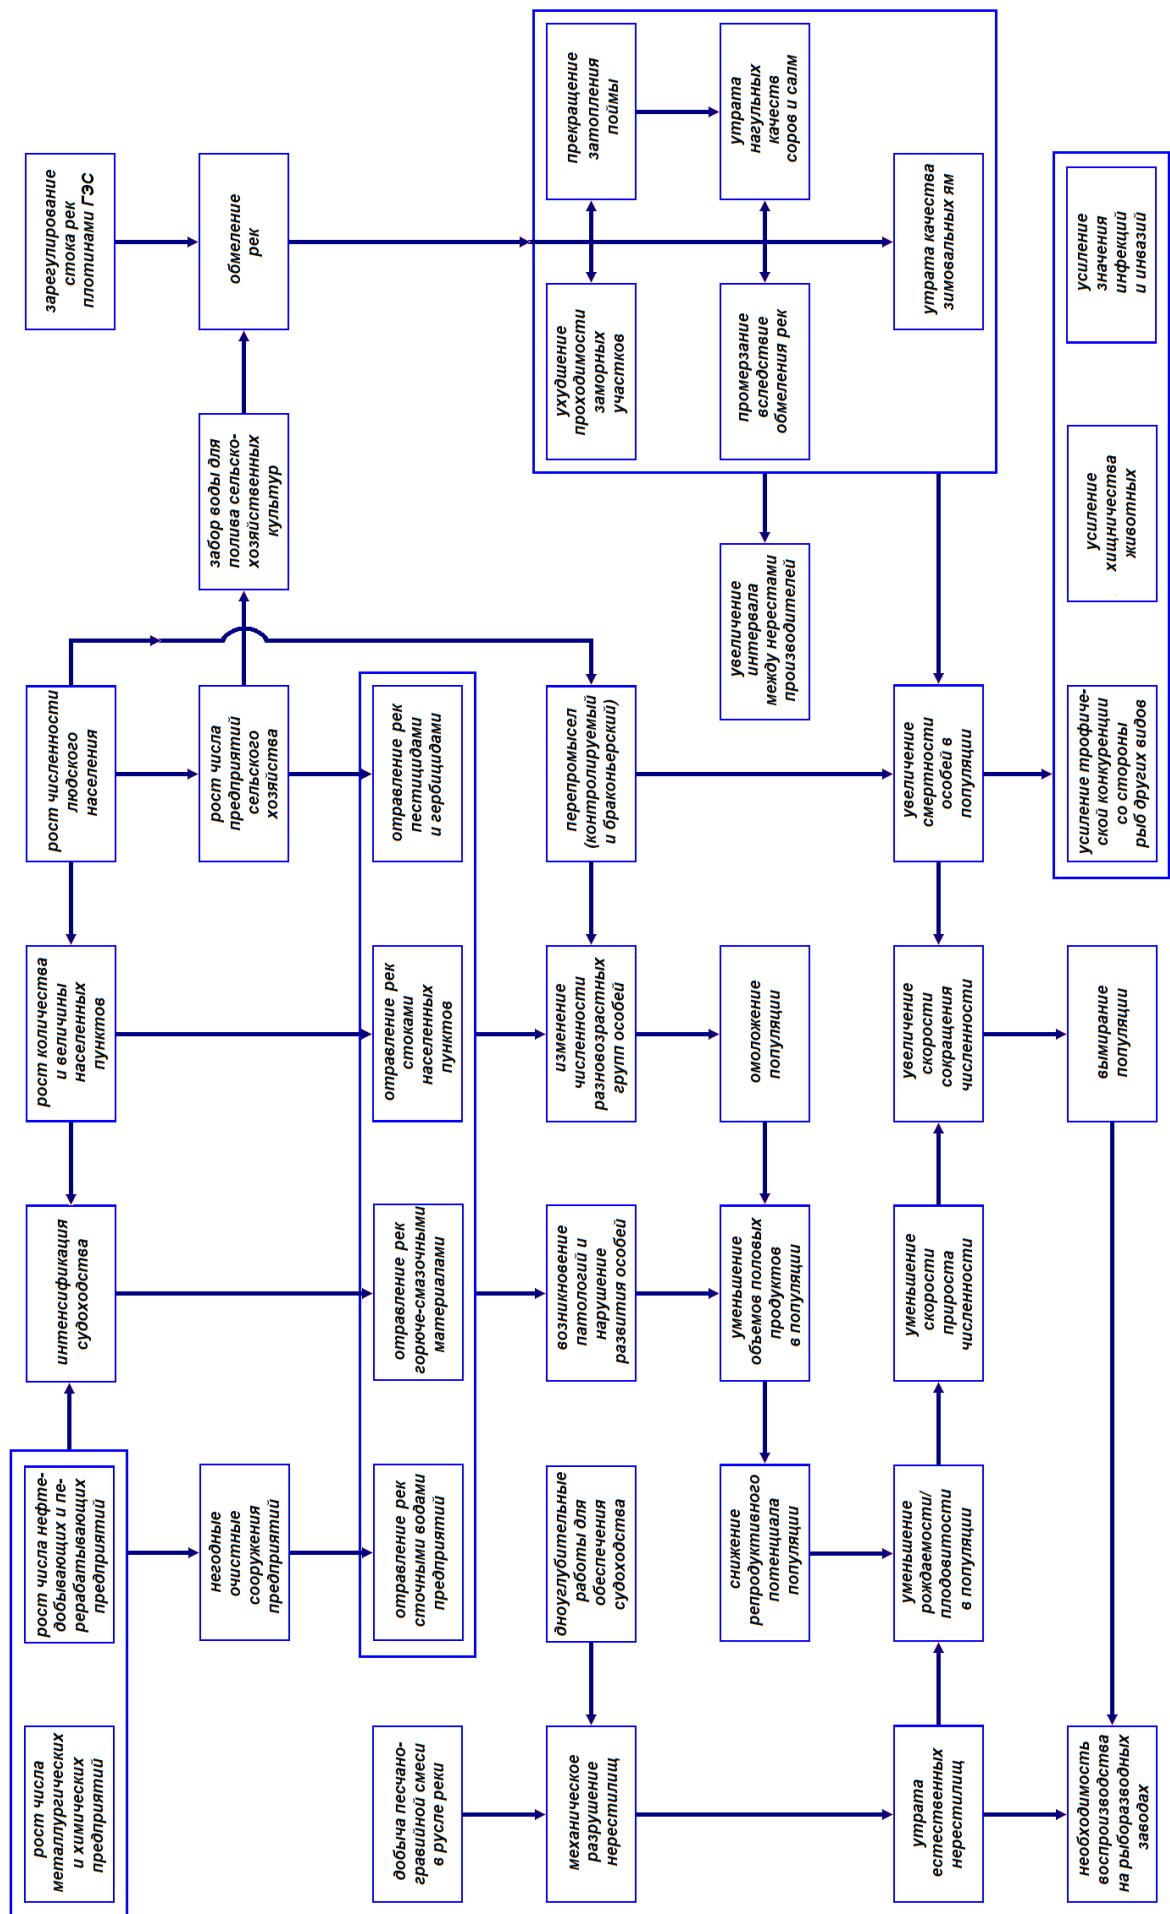 рост числа
металлургических
и химических
предприятий
рост числа нефте-
добывающих и пе-
рерабатывающих
предприятий
интенсификация
судоходства
рост количества
и величины
населенных
пунктов
рост численности
людского
населения
зарегулирование
стока рек
плотинами ГЭС
негодные
очистные
сооружения
предприятий
рост числа
предприятий
сельского
хозяйства
забор воды для
полива сельско-
хозяйственных
культур
обмеление
рек
добыча песчано-
гравийной смеси
в русле реки
отравление рек
сточными водами
предприятий
отравление рек
горюче-смазочными
материалами
отравление рек
стоками
населенных
пунктов
отравление рек
пестицидами
и гербицидами
механическое
разрушение
нерестилищ
дноуглубительные
работы для
обеспечения
судоходства
возникновение
патологий и
нарушение
развития особей
изменение
численности
разновозрастных
групп особей
перепромысел
(контролируемый
и браконьерский)
ухудшение
проходимости
заморных
участков
прекращение
затопления
поймы
снижение
репродуктивного
потенциала
популяции
уменьшение
объемов половых
продуктов
в популяции
омоложение
популяции
увеличение
интервала
между нерестами
производителей
промерзание
вследствие
обмеления рек
утрата
нагульных
качеств
соров и салм
утрата
естественных
нерестилищ
уменьшение
рождаемости/
плодовитости
в популяции
уменьшение
скорости
прироста
численности
увеличение
скорости
сокращения
численности
увеличение
смертности
особей в
популяции
утрата качества
зимовальных ям
необходимость
воспроизводства
на рыборазводных
заводах
вымирание
популяции
усиление трофиче-
ской конкуренции
со стороны
рыб других видов
усиление
хищничества
животных
усиление
значения
инфекций
и инвазий